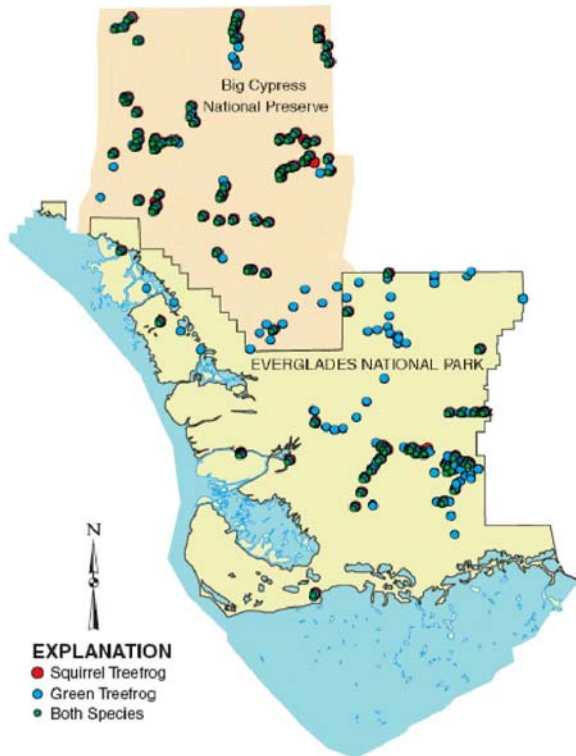 Big Cypress
National Preserve
EVERGLADES NATIONAL PARK
N
EXPLANATION
Squirrel Treefrog
Green Treefrog
Both Species